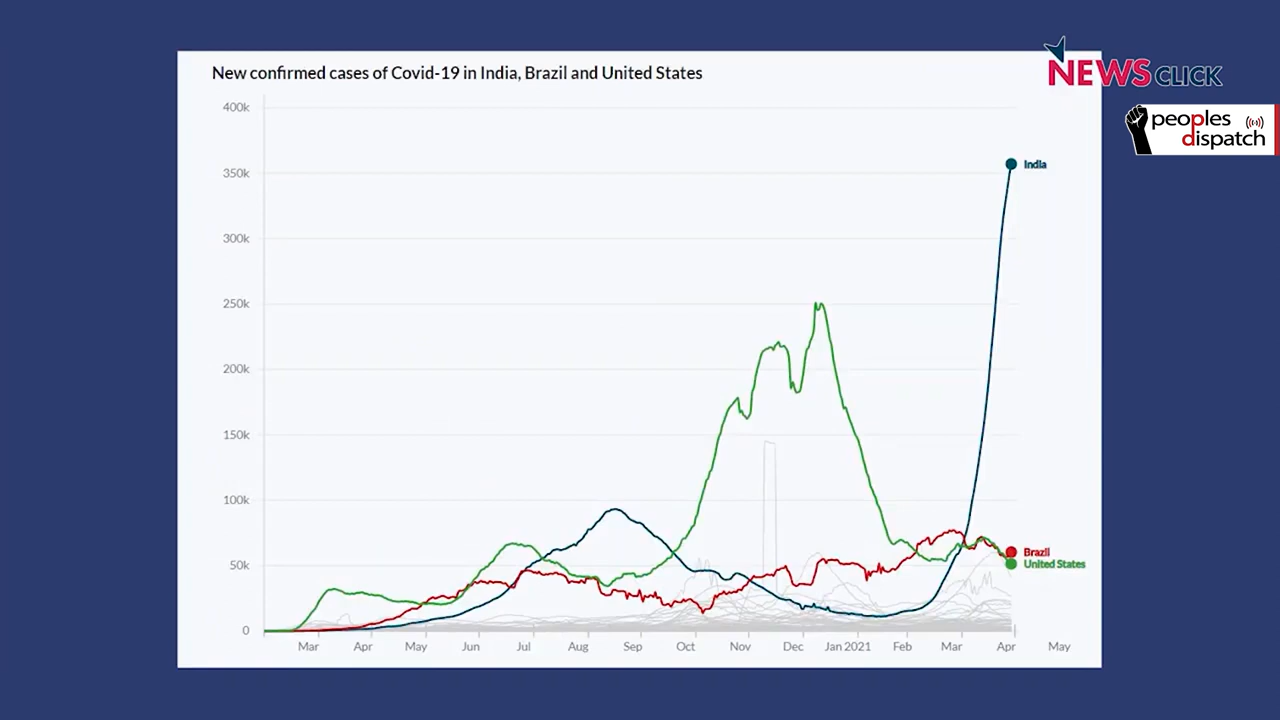 New confirmed cases of Covid-19 in India, Brazil and United States
NEWSCLICK
peoples
dispatch
400k
350k
India
300k
250k
200k
150k
100k
50k
Brazil
United States
0
Mar Apr May Jun Jul Aug Sep Oct Nov Dec Jan 2021 Feb Mar Apr May